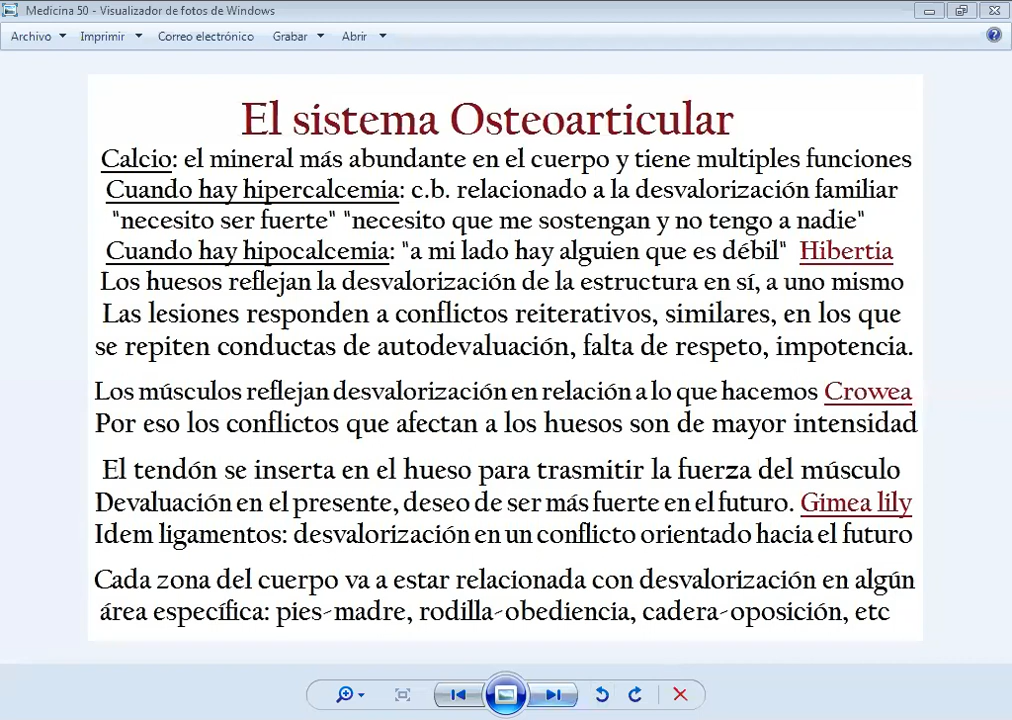 Medicina 50 - Visualizador de fotos de Windows
Archivo Imprimir Correo electrónico Grabar Abrir
El sistema Osteoarticular
Calcio: el mineral más abundante en el cuerpo y tiene multiples funciones
Cuando hay hipercalcemia: c.b. relacionado a la desvalorización familiar
"necesito ser fuerte" "necesito que me sostengan y no tengo a nadie"
Cuando hay hipocalcemia: "a mi lado hay alguien que es débil" Hibertia
Los huesos reflejan la desvalorización de la estructura en sí, a uno mismo
Las lesiones responden a conflictos reiterativos, similares, en los que
se repiten conductas de autodevaluación, falta de respeto, impotencia.
Los músculos reflejan desvalorización en relación a lo que hacemos Crowea
Por eso los conflictos que afectan a los huesos son de mayor intensidad
El tendón se inserta en el hueso para trasmitir la fuerza del músculo
Devaluación en el presente, deseo de ser más fuerte en el futuro. Gimea lily
Idem ligamentos: desvalorización en un conflicto orientado hacia el futuro
Cada zona del cuerpo va a estar relacionada con desvalorización en algún
área específica: pies-madre, rodilla-obediencia, cadera-oposición, etc